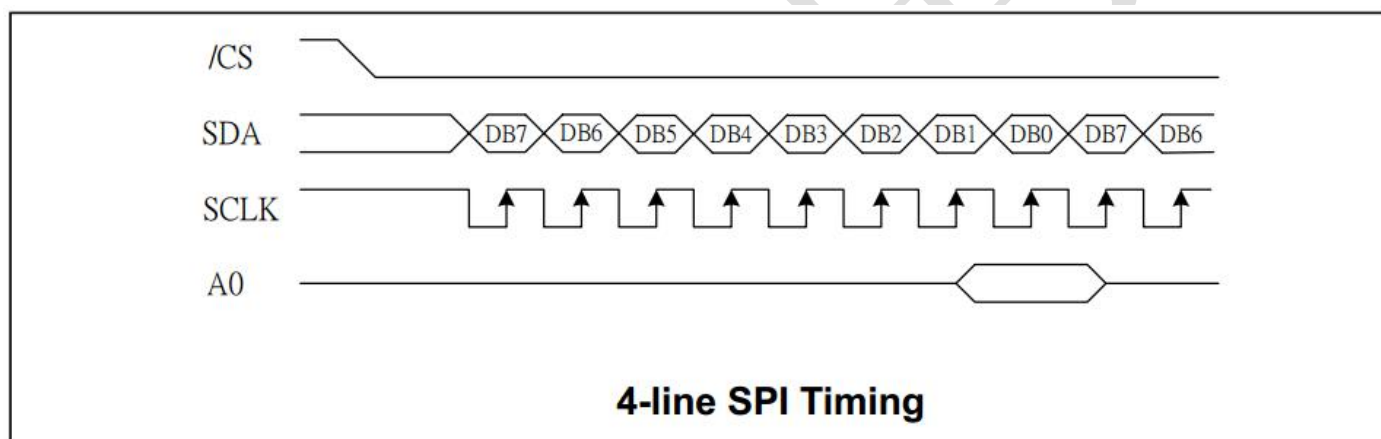 /CS
SDA DB7 DB6 DB5 DB4 DB3 DB2 DB1 DB0 DB7 DB6
SCLK
A0
4-line SPI Timing